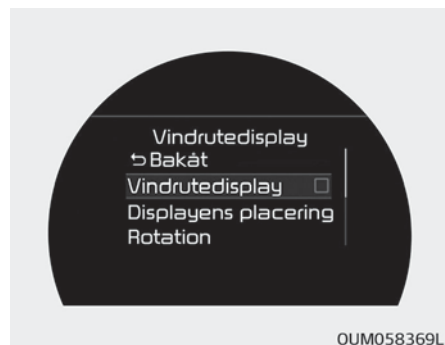 Vindrutedisplay
⮌ Bakåt
Vindrutedisplay □
Displayens placering
Rotation
OUM058369L